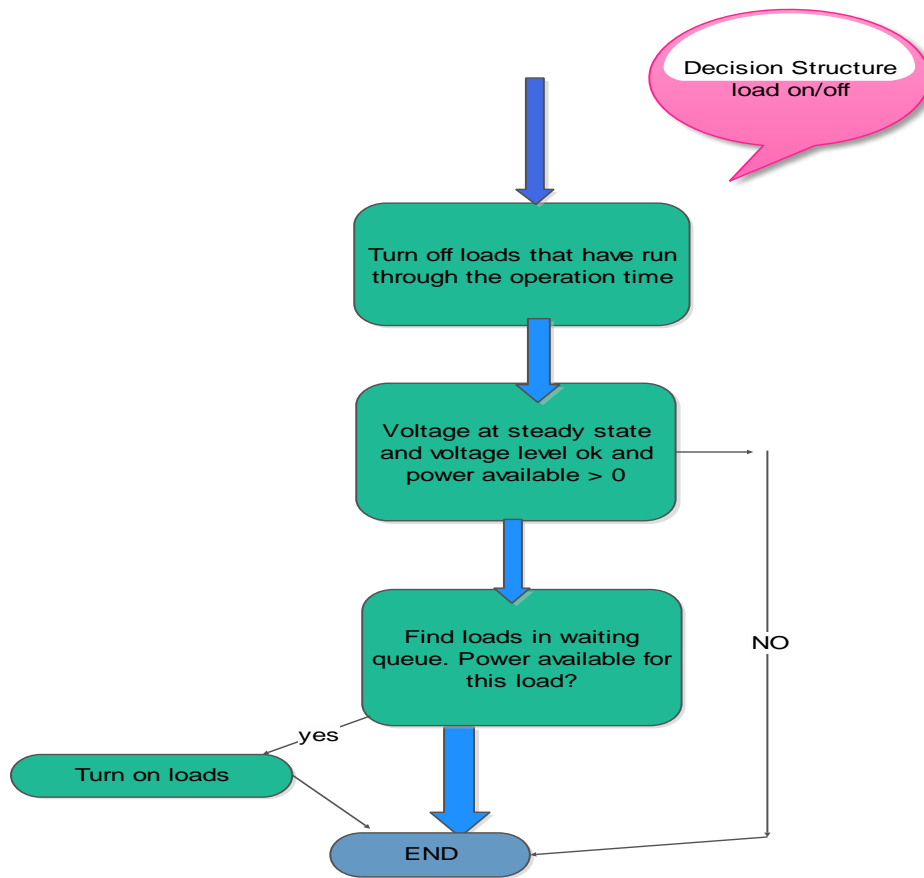 Decision Structure
load on/off
Turn off loads that have run
through the operation time
Voltage at steady state
and voltage level ok and
power available > 0
Find loads in waiting
queue. Power available for
this load?
NO
yes
Turn on loads
END